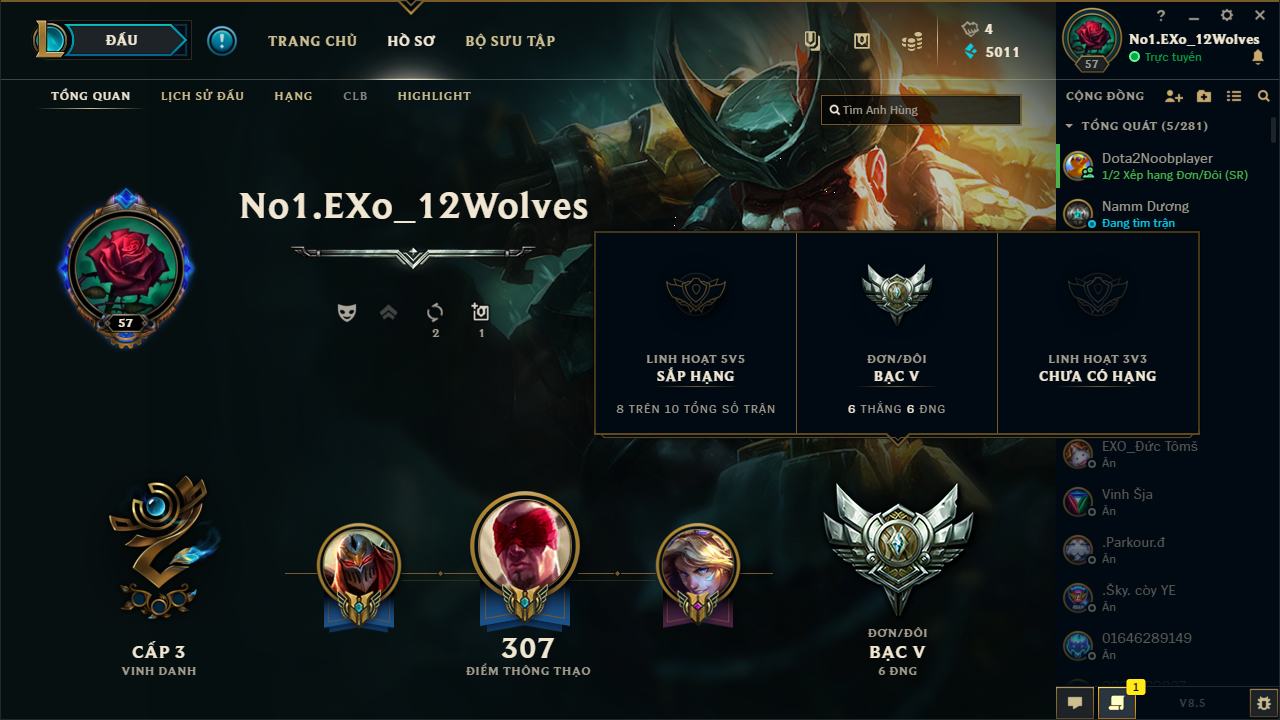 ĐẤU
TRANG CHỦ
HỒ SƠ
BỘ SƯU TẬP
4
5011
No1.EXo_12Wolves
Trực tuyến
57
TỔNG QUAN
LỊCH SỬ ĐẤU
HẠNG
CLB
HIGHLIGHT
Tìm Anh Hùng
CỘNG ĐỒNG
TỔNG QUÁT (5/281)
Dota2Noobplayer
1/2 Xếp hạng Đơn/Đôi (SR)
Namm Dương
Đang tìm trận
No1.EXo_12Wolves
57
2
1
LINH HOẠT 5V5
SẮP HẠNG
8 TRÊN 10 TỔNG SỐ TRẬN
ĐƠN/ĐÔI
BẠC V
6 THẮNG 6 ĐNG
LINH HOẠT 3V3
CHƯA CÓ HẠNG
EXO_Đức Tômš
Ẩn
Vinh Šja
Ẩn
.Parkour.đ
Ẩn
.Šky. còy YE
Ẩn
01646289149
Ẩn
CẤP 3
VINH DANH
307
ĐIỂM THÔNG THẠO
ĐƠN/ĐÔI
BẠC V
6 ĐNG
1
V8.5